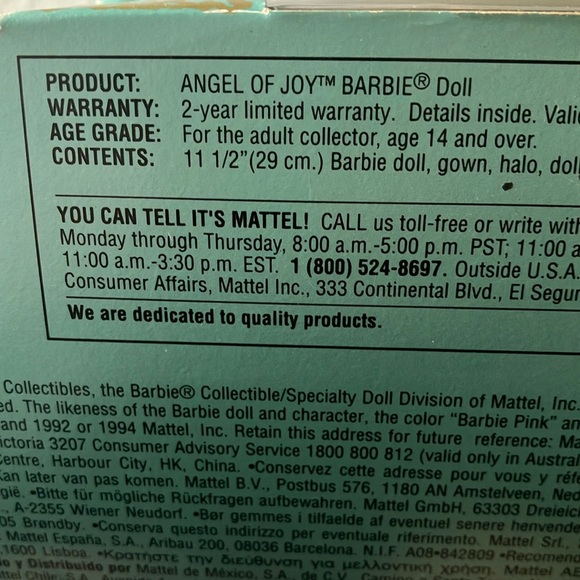 PRODUCT: ANGEL OF JOY™ BARBIE® Doll
WARRANTY: 2-year limited warranty. Details inside.
AGE GRADE: For the adult collector, age 14 and over.
CONTENTS: 11 1/2"(29 cm.) Barbie doll, gown, halo,
YOU CAN TELL IT'S MATTEL! CALL us toll-free or write
Monday through Thursday, 8:00 a.m.-5:00 p.m. PST; 11:00
11:00 a.m.-3:30 p.m. EST. 1 (800) 524-8697. Outside U.S.A.
Consumer Affairs, Mattel Inc., 333 Continental Blvd., El
We are dedicated to quality products.
Collectibles, the Barbie® Collectible/Specialty Doll Division of Mattel, Inc.
The likeness of the Barbie doll and character, the color "Barbie Pink"
and 1992 or 1994 Mattel, Inc. Retain this address for future reference:
3207 Consumer Advisory Service 1800 800 812 (valid only in
Harbour City, HK, China. •Conservez cette adresse pour vous y
later van pas komen. Mattel B.V., Postbus 576, 1180 AN Amstelveen,
•Bitte für mögliche Rückfragen aufbewahren. Mattel GmbH, 63303
A-2355 Wiener Neudorf. •Bør gemmes i tilfælde af eventuel senere
Brøndby. •Conserva questo indirizzo per eventuale riferimento. Mattel Srl.,
Mattel España, S.A., Aribau 200, 08036 Barcelona. N.I.F. A08-842809
1600 Lisboa. •Κρατηστε την διευθυνση για μελλοντικη χρηση. Mattel
y Distribuido por Mattel de México, S.A. de C.V.
Mattel Chile S.A.